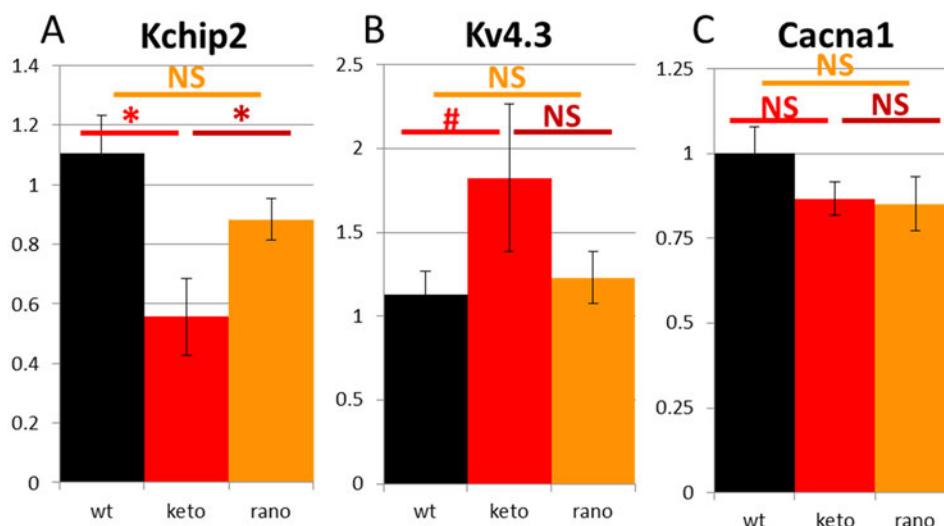 A Kchip2
1.4
1.2
1
0.8
0.6
0.4
0.2
0
NS
* *
wt keto rano
B Kv4.3
2.5
2
1.5
1
0.5
0
NS
# NS
wt keto rano
C Cacna1
1.25
1
0.75
0.5
0.25
0
NS
NS NS
wt keto rano